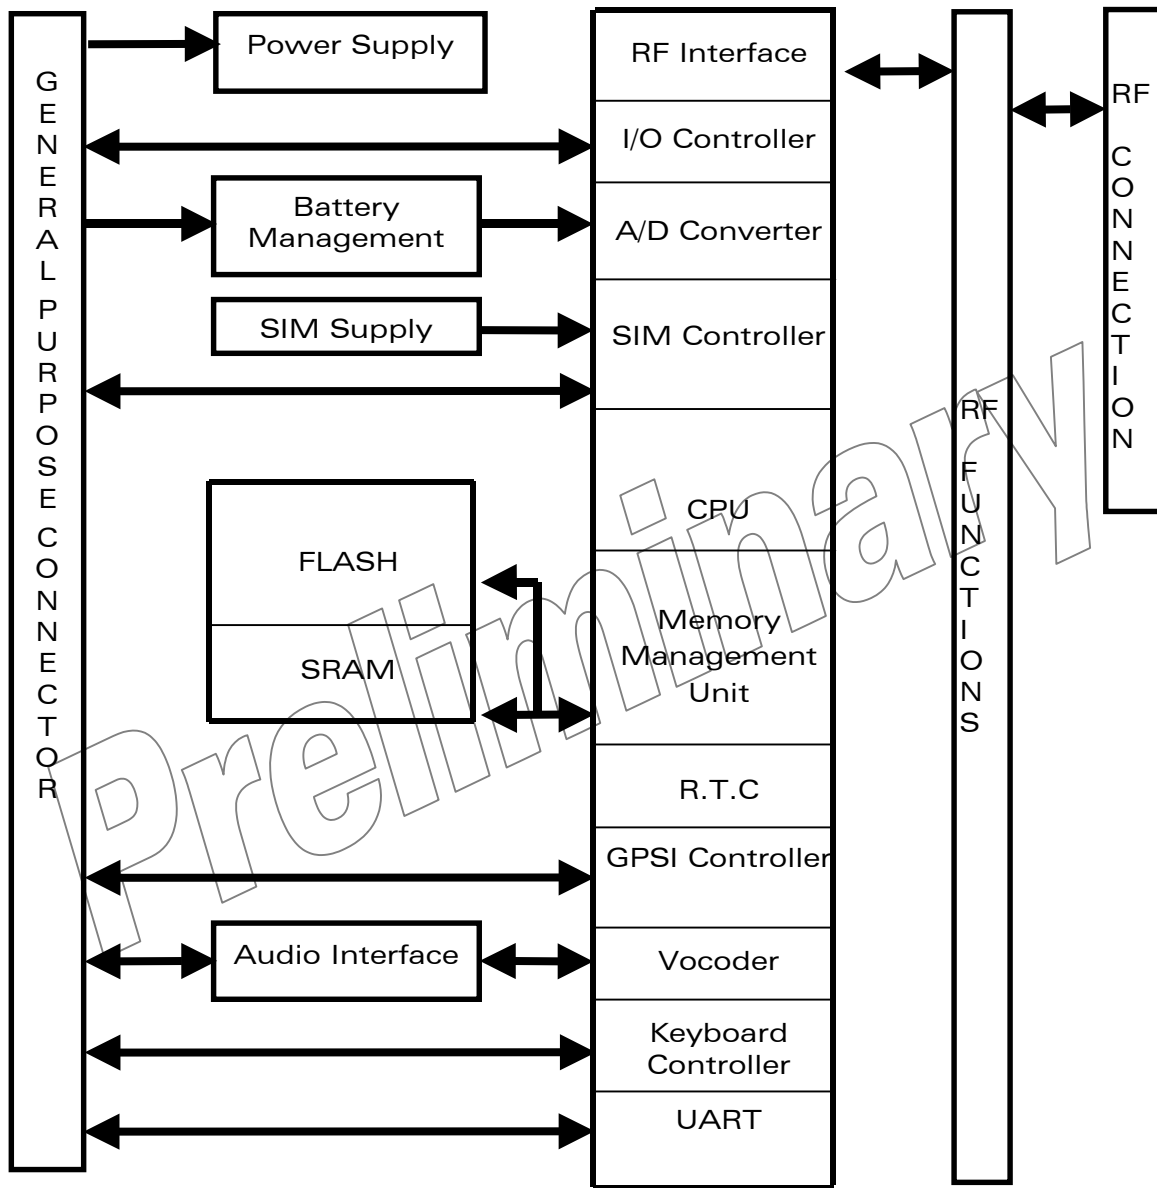 GENERAL PURPOSE CONNECTOR
Power Supply
Battery
Management
SIM Supply
FLASH
SRAM
Audio Interface
RF Interface
I/O Controller
A/D Converter
SIM Controller
CPU
Memory
Management
Unit
R.T.C
GPSI Controller
Vocoder
Keyboard
Controller
UART
RF FUNCTIONS
RF CONNECTION
Preliminary